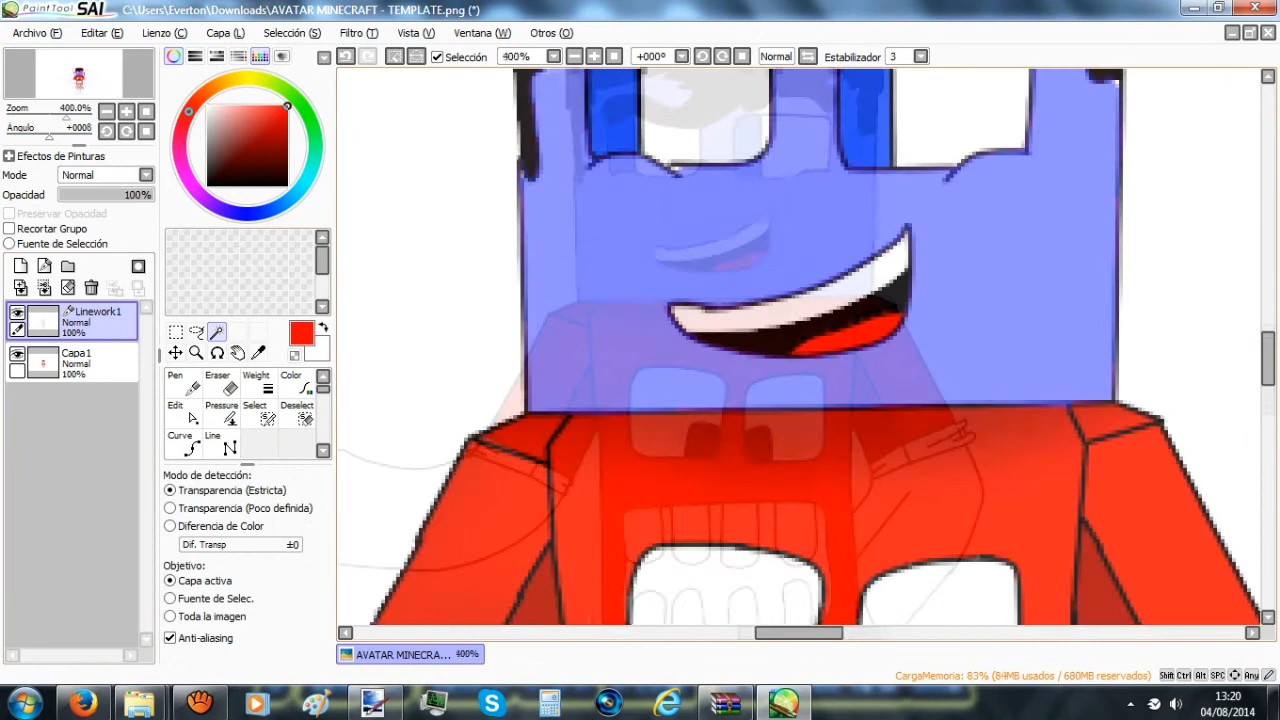 PaintTool SAI C:\Users\Everton\Downloads\AVATAR MINECRAFT - TEMPLATE.png (*)
Archivo (F) Editar (E) Lienzo (C) Capa (L) Selección (S) Filtro (T) Vista (V) Ventana (W) Otros (O)
Selección 400% +000° Normal Estabilizador 3
Zoom 400.0%
Ángulo +000θ
Efectos de Pinturas
Mode Normal
Opacidad 100%
Preservar Opacidad
Recortar Grupo
Fuente de Selección
Linework1
Normal
100%
Capa1
Normal
100%
Pen Eraser Weight Color
Edit Pressure Select Deselect
Curve Line
Modo de detección:
Transparencia (Estricta)
Transparencia (Poco definida)
Diferencia de Color
Dif. Transp ±0
Objetivo:
Capa activa
Fuente de Selec.
Toda la imagen
Anti-aliasing
AVATAR MINECRA... 400%
CargaMemoria: 83% (84MB usados / 680MB reservados) Shift Ctrl Alt SPC Any
13:20
04/08/2014